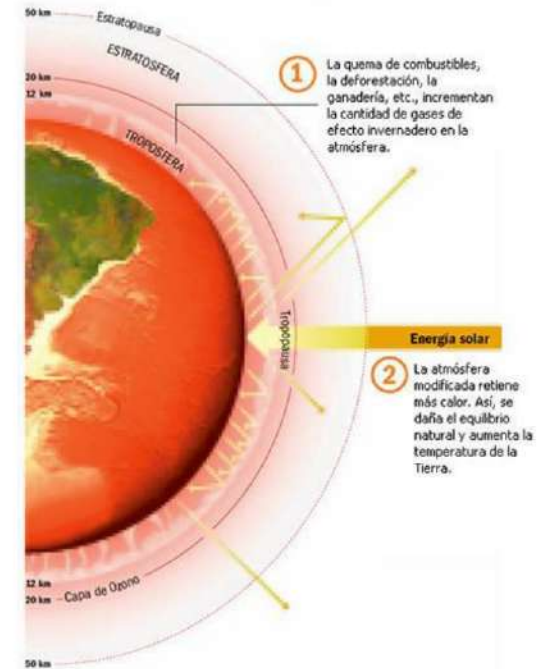 50 km
Estratopausa
ESTRATOSFERA
20 km
12 km
TROPOSFERA
1
La quema de combustibles,
la deforestación, la
ganadería, etc., incrementan
la cantidad de gases de
efecto invernadero en la
atmósfera.
Tropopausa
Energía solar
2
La atmósfera
modificada retiene
más calor. Así, se
daña el equilibrio
natural y aumenta la
temperatura de la
Tierra.
12 km
20 km
Capa de Ozono
50 km